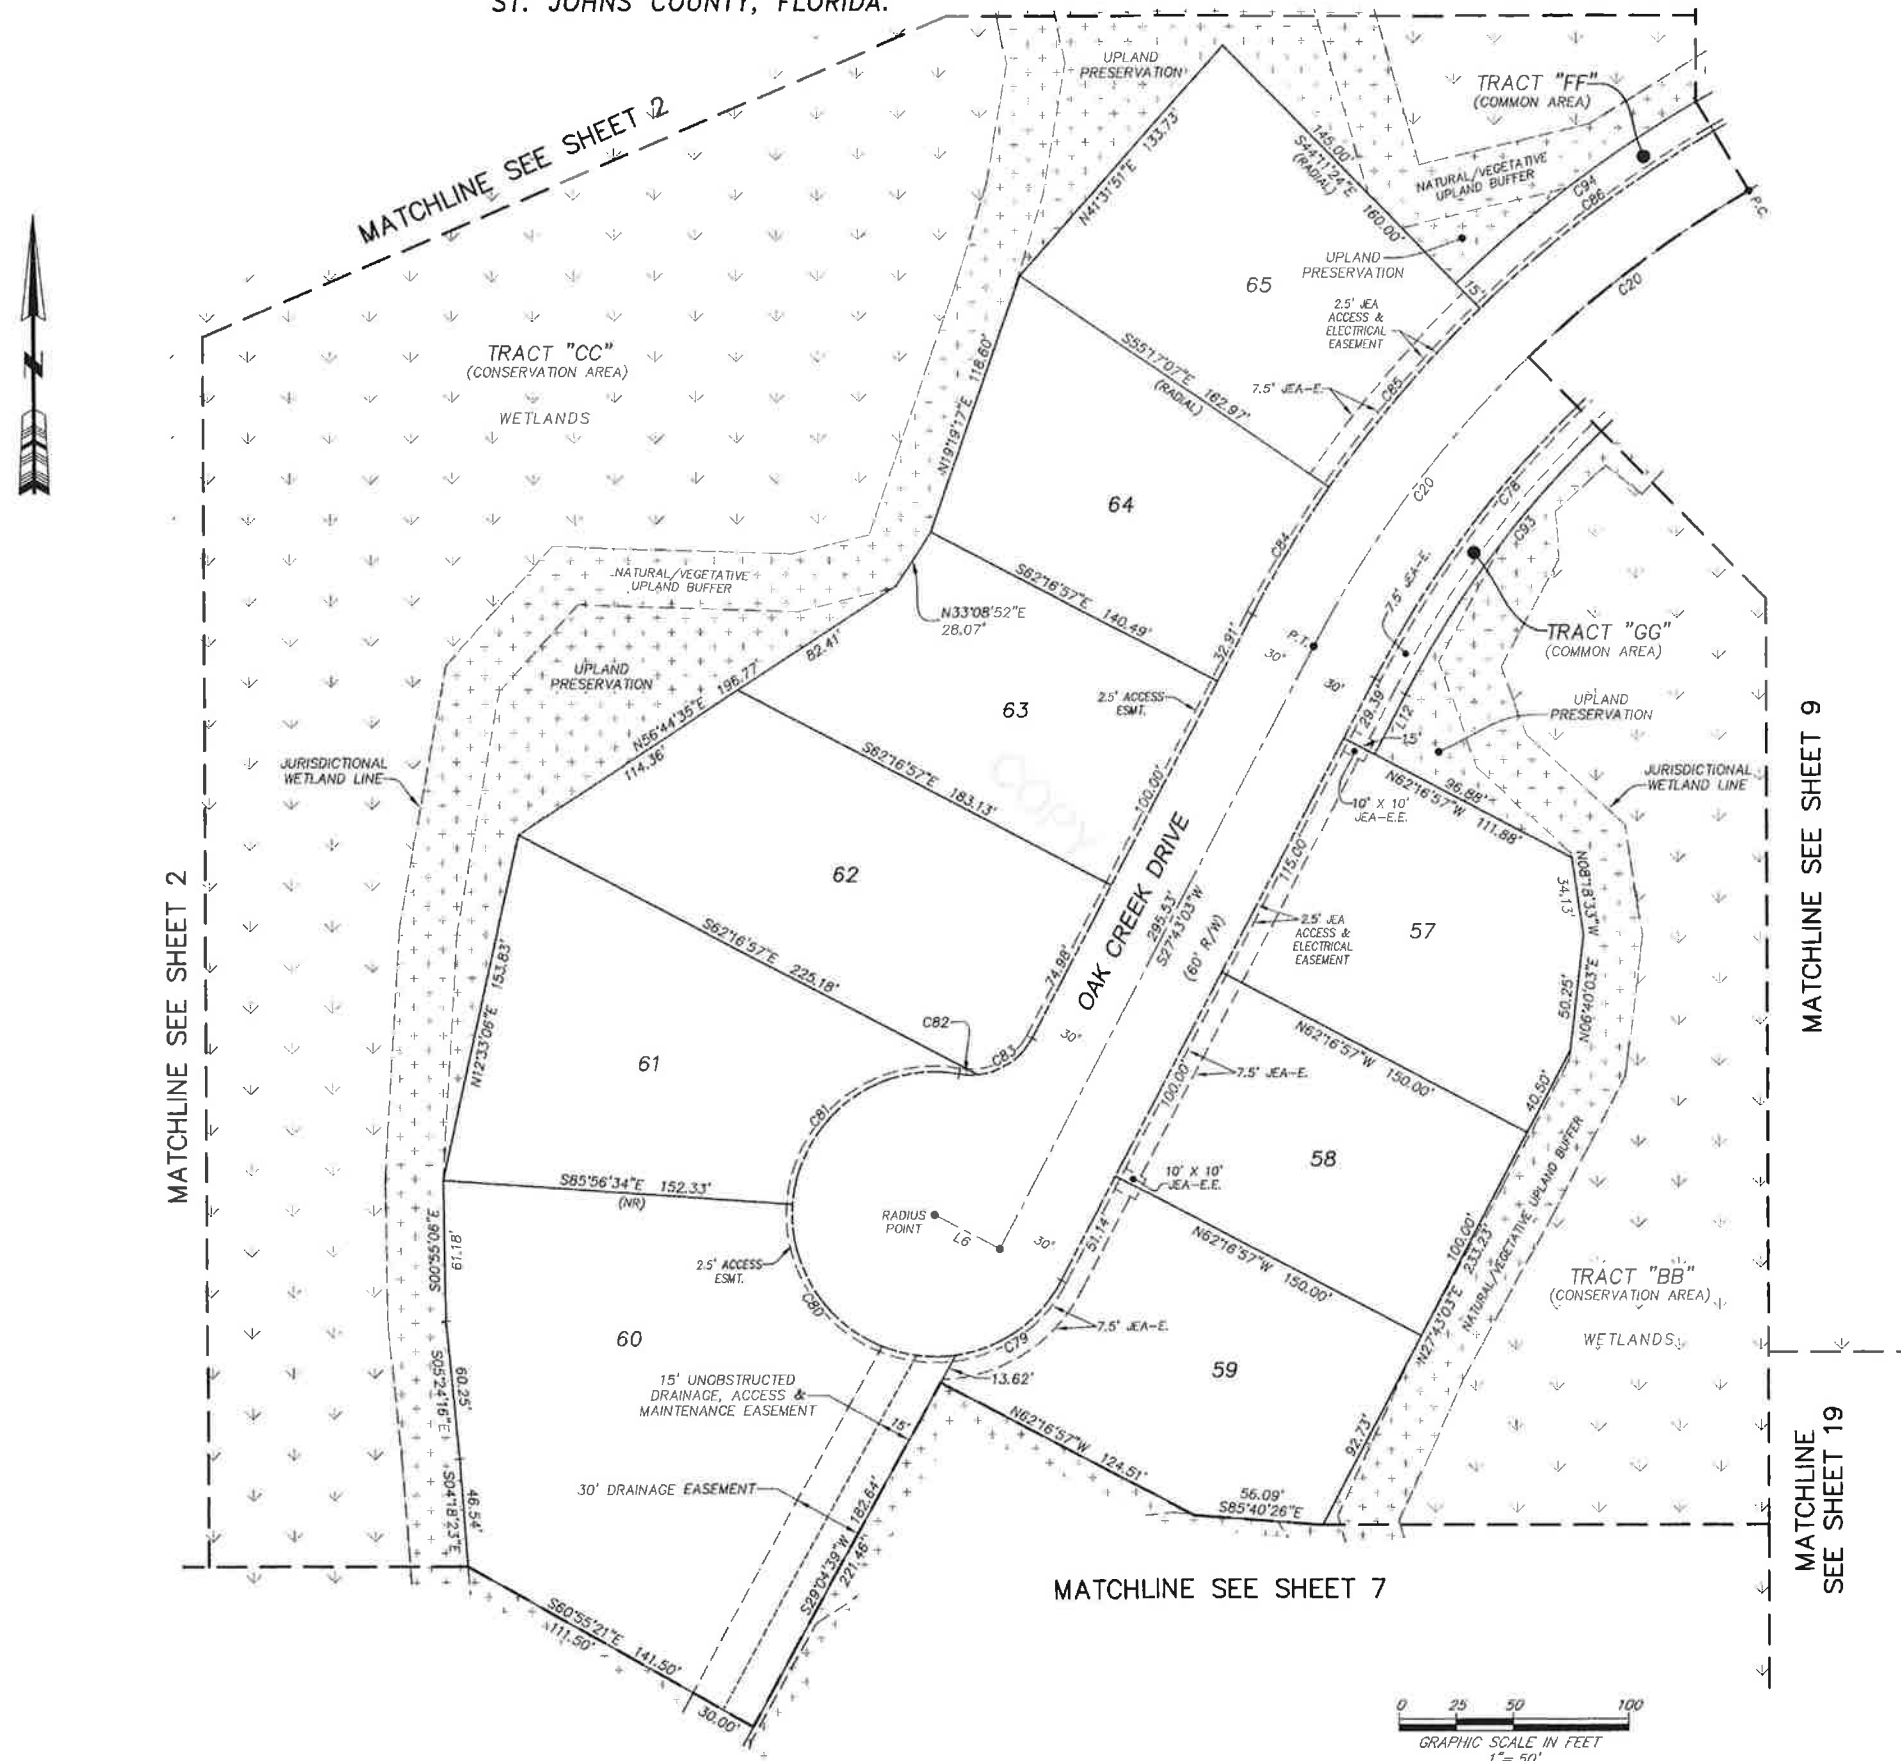 ST. JOHNS COUNTY, FLORIDA.
MATCHLINE SEE SHEET 2
UPLAND
PRESERVATION
TRACT "FF"
(COMMON AREA)
N41°31'51"E 133.73'
145.00'
S44°11'24"E
(RADIAL)
160.00'
NATURAL/VEGETATIVE
UPLAND BUFFER
C94
C86
P.C.
UPLAND
PRESERVATION
15'
C20
65
2.5' JEA
ACCESS &
ELECTRICAL
EASEMENT
7.5' JEA-E.
C85
TRACT "CC"
(CONSERVATION AREA)
WETLANDS
N19°19'17"E 118.60'
S55°17'07"E 162.97'
(RADIAL)
64
C84
C20
C78
C93
7.5' JEA-E.
NATURAL/VEGETATIVE
UPLAND BUFFER
S62°16'57"E 140.49'
N33°08'52"E
28.07'
32.91'
P.T.
30'
30'
TRACT "GG"
(COMMON AREA)
UPLAND
PRESERVATION
82.41'
N56°44'35"E 196.77'
114.36'
63
2.5' ACCESS
ESMT.
29.39'
L12
15'
UPLAND
PRESERVATION
JURISDICTIONAL
WETLAND LINE
S62°16'57"E 183.13'
100.00'
COPY
10' X 10'
JEA-E.E.
96.88'
N62°16'57"W 111.88'
JURISDICTIONAL
WETLAND LINE
MATCHLINE SEE SHEET 9
62
OAK CREEK DRIVE
295.53'
S27°43'03"W
(60' R/W)
115.00'
N08°18'33"W
34.13'
57
2.5' JEA
ACCESS &
ELECTRICAL
EASEMENT
MATCHLINE SEE SHEET 2
S62°16'57"E 225.18'
74.98'
N12°33'06"E 153.83'
50.25'
N06°40'03"E
C82
C83
30'
61
N62°16'57"W 150.00'
7.5' JEA-E.
100.00'
40.50'
C81
58
10' X 10'
JEA-E.E.
S85°56'34"E 152.33'
(NR)
RADIUS
POINT
L6
30'
51.14'
N62°16'57"W 150.00'
100.00'
N27°43'03"E 233.23'
NATURAL/VEGETATIVE UPLAND BUFFER
TRACT "BB"
(CONSERVATION AREA)
WETLANDS
S00°55'06"E
61.18'
2.5' ACCESS
ESMT.
C80
60
C79
7.5' JEA-E.
59
13.62'
15' UNOBSTRUCTED
DRAINAGE, ACCESS &
MAINTENANCE EASEMENT
15'
S05°24'16"E
60.25'
N62°16'57"W
124.51'
92.73'
56.09'
S85°40'26"E
S04°18'23"E
46.54'
30' DRAINAGE EASEMENT
S29°04'39"W 182.64'
221.46'
MATCHLINE
SEE SHEET 19
MATCHLINE SEE SHEET 7
S60°55'21"E 141.50'
111.50'
30.00'
0 25 50 100
GRAPHIC SCALE IN FEET
1"= 50'
N